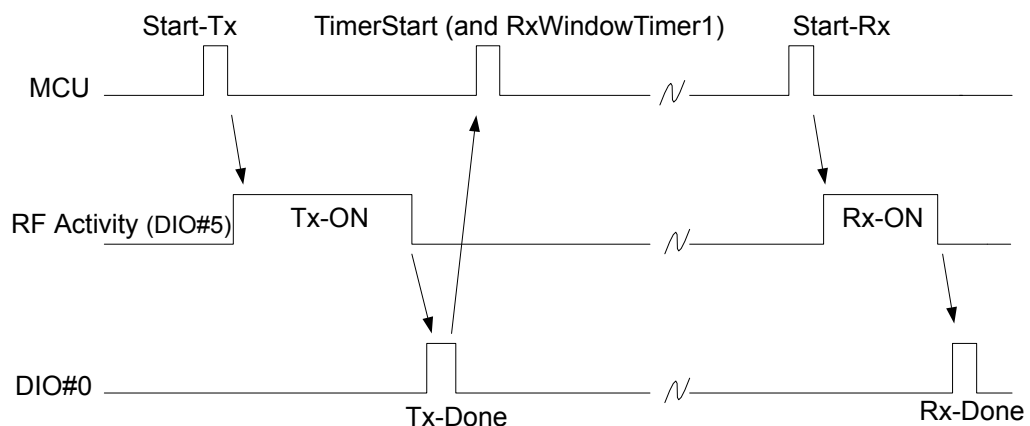 Start-Tx
TimerStart (and RxWindowTimer1)
Start-Rx
MCU
RF Activity (DIO#5)
Tx-ON
Rx-ON
DIO#0
Tx-Done
Rx-Done